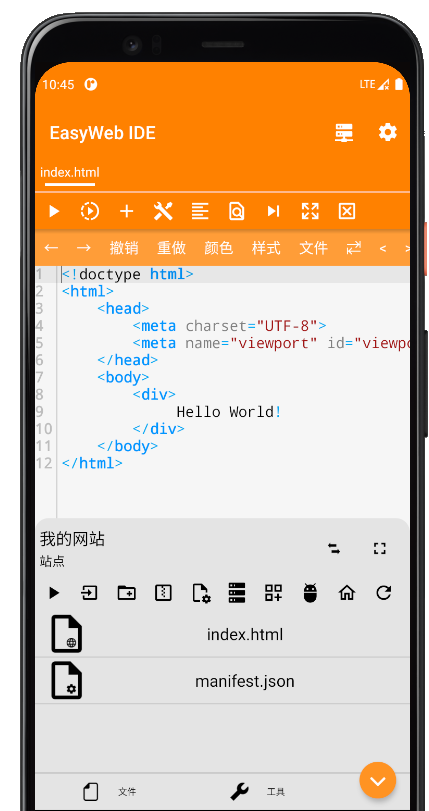 10:45 LTE
EasyWeb IDE
index.html
← → 撤销 重做 颜色 样式 文件 ⇄ < >
1 <!doctype html>
2 <html>
3 <head>
4 <meta charset="UTF-8">
5 <meta name="viewport" id="viewpo
6 </head>
7 <body>
8 <div>
9 Hello World!
10 </div>
11 </body>
12 </html>
我的网站
站点
index.html
manifest.json
文件 工具